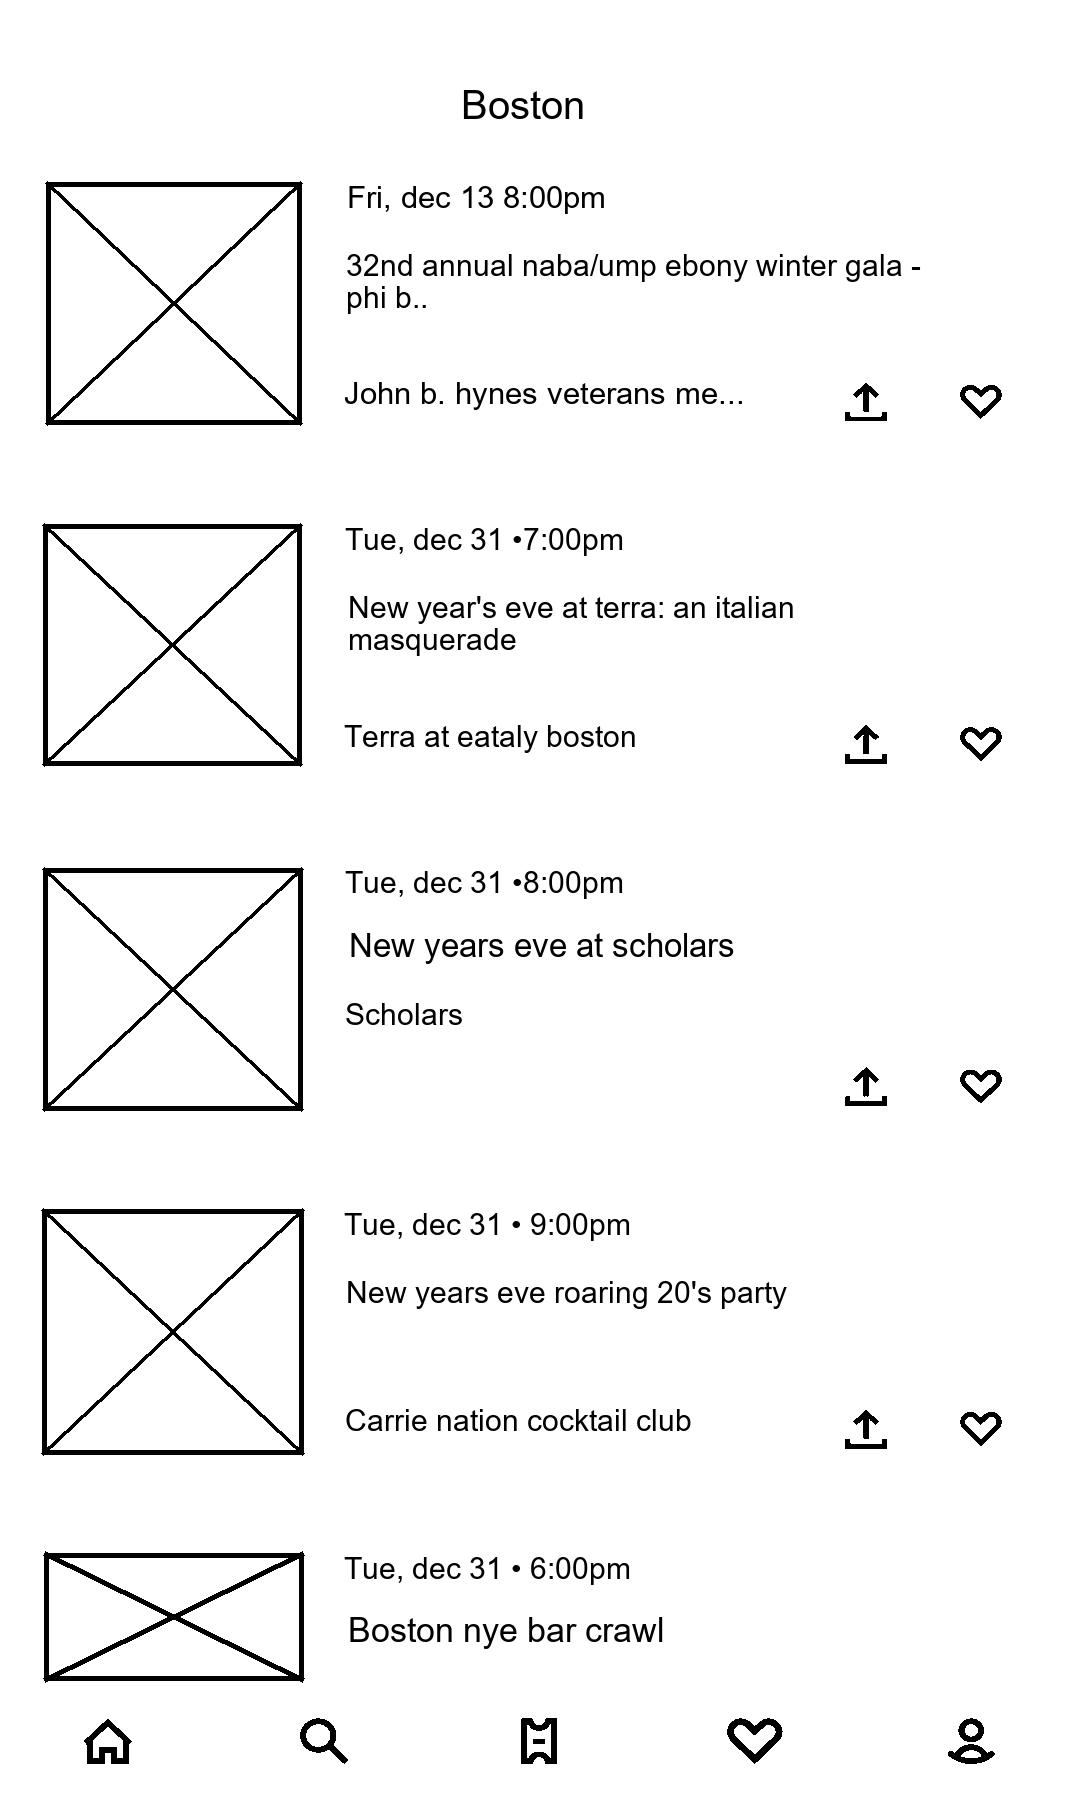 Boston
Fri, dec 13 8:00pm
32nd annual naba/ump ebony winter gala -
phi b..
John b. hynes veterans me...
Tue, dec 31 •7:00pm
New year's eve at terra: an italian
masquerade
Terra at eataly boston
Tue, dec 31 •8:00pm
New years eve at scholars
Scholars
Tue, dec 31 • 9:00pm
New years eve roaring 20's party
Carrie nation cocktail club
Tue, dec 31 • 6:00pm
Boston nye bar crawl